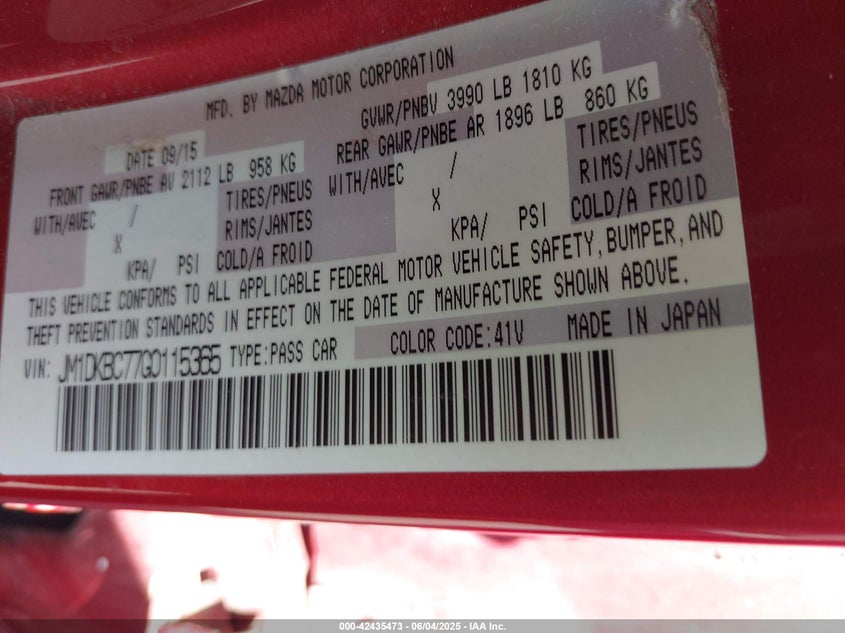 MFD. BY MAZDA MOTOR CORPORATION
DATE 09/15 GVWR/PNBV 3990 LB 1810 KG
FRONT GAWR/PNBE AV 2112 LB 958 KG REAR GAWR/PNBE AR 1896 LB 860 KG
WITH/AVEC / TIRES/PNEUS WITH/AVEC / TIRES/PNEUS
X RIMS/JANTES X RIMS/JANTES
KPA/ PSI COLD/A FROID KPA/ PSI COLD/A FROID
THIS VEHICLE CONFORMS TO ALL APPLICABLE FEDERAL MOTOR VEHICLE SAFETY, BUMPER, AND
THEFT PREVENTION STANDARDS IN EFFECT ON THE DATE OF MANUFACTURE SHOWN ABOVE.
VIN: JM1DKBC77G0115365 TYPE:PASS CAR COLOR CODE:41V MADE IN JAPAN
000-42435473 - 06/04/2025 - IAA Inc.